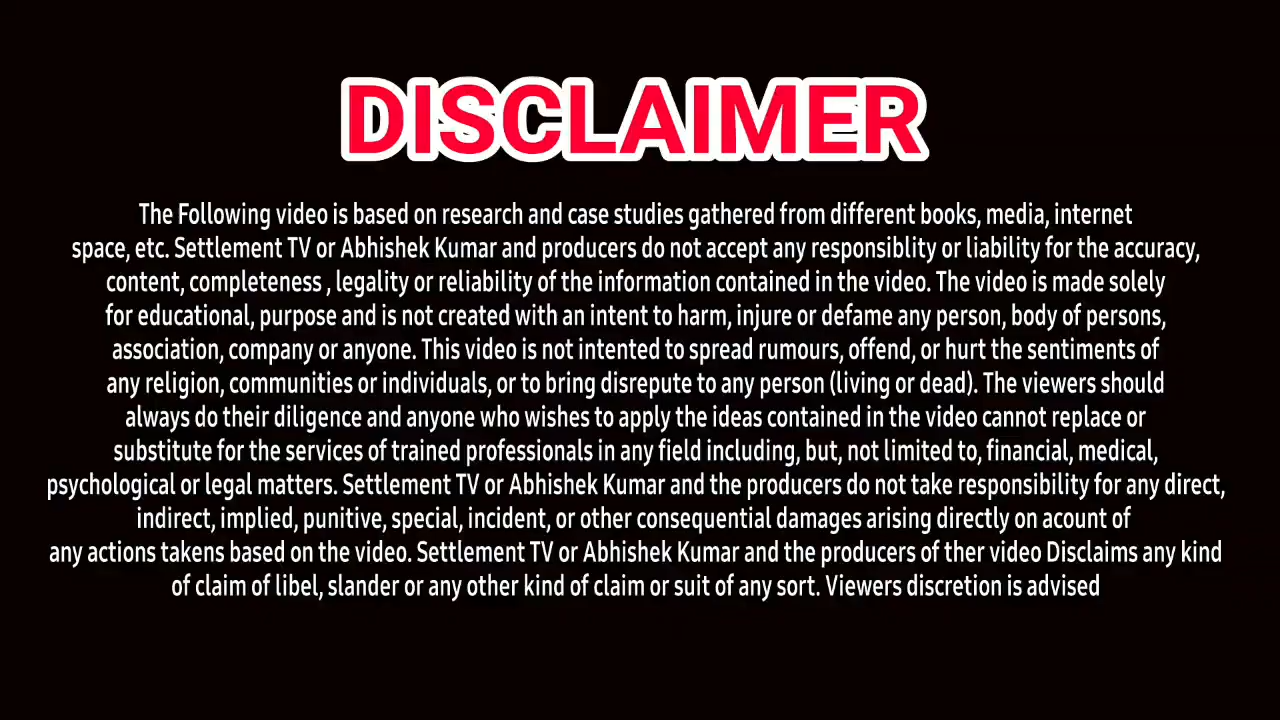 DISCLAIMER
The Following video is based on research and case studies gathered from different books, media, internet
space, etc. Settlement TV or Abhishek Kumar and producers do not accept any responsiblity or liability for the accuracy,
content, completeness , legality or reliability of the information contained in the video. The video is made solely
for educational, purpose and is not created with an intent to harm, injure or defame any person, body of persons,
association, company or anyone. This video is not intented to spread rumours, offend, or hurt the sentiments of
any religion, communities or individuals, or to bring disrepute to any person (living or dead). The viewers should
always do their diligence and anyone who wishes to apply the ideas contained in the video cannot replace or
substitute for the services of trained professionals in any field including, but, not limited to, financial, medical,
psychological or legal matters. Settlement TV or Abhishek Kumar and the producers do not take responsibility for any direct,
indirect, implied, punitive, special, incident, or other consequential damages arising directly on acount of
any actions takens based on the video. Settlement TV or Abhishek Kumar and the producers of ther video Disclaims any kind
of claim of libel, slander or any other kind of claim or suit of any sort. Viewers discretion is advised